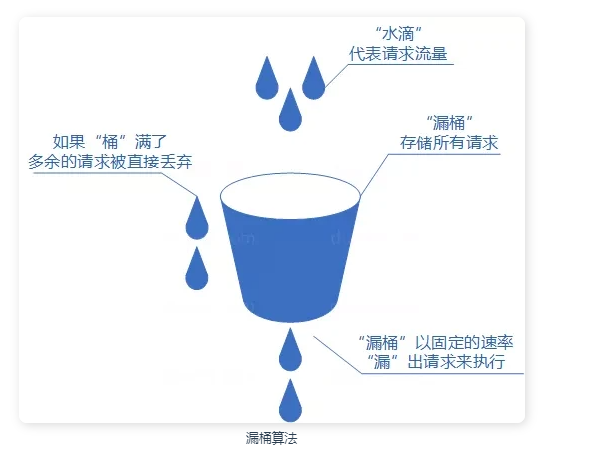 “水滴”
代表请求流量
“漏桶”
存储所有请求
如果“桶”满了
多余的请求被直接丢弃
“漏桶”以固定的速率
“漏”出请求来执行
漏桶算法